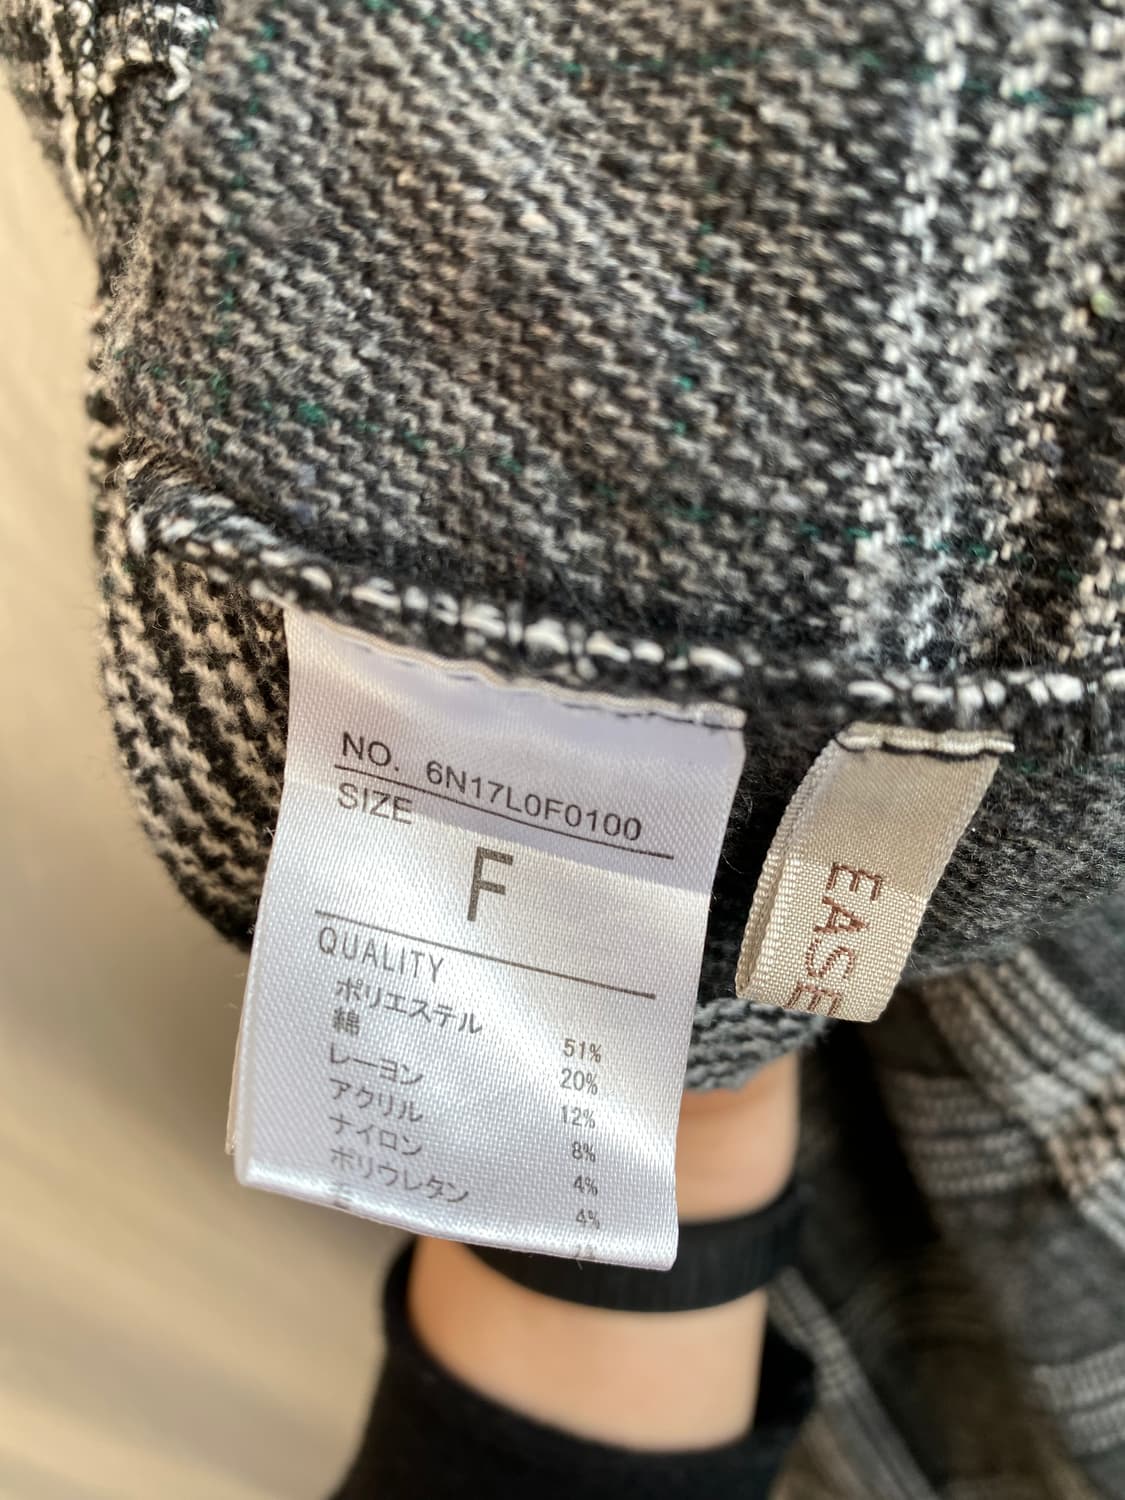 NO. 6N17L0F0100
SIZE
F
QUALITY
ポリエステル 51%
綿 20%
レーヨン 12%
アクリル 8%
ナイロン 4%
ポリウレタン 4%
EASE